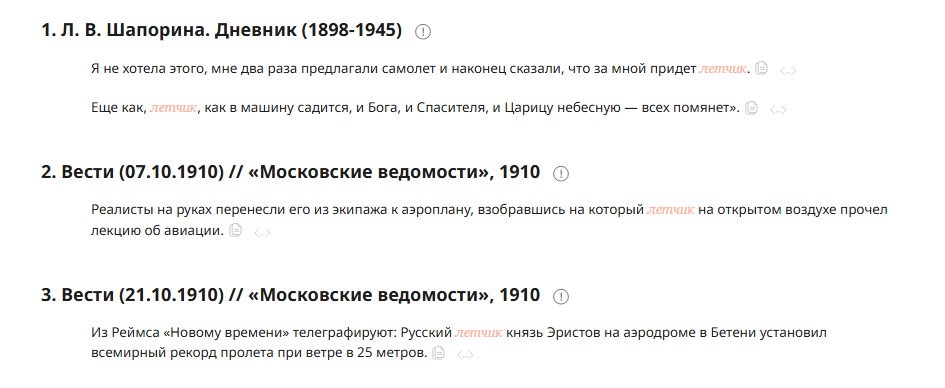 1. Л. В. Шапорина. Дневник (1898-1945)
Я не хотела этого, мне два раза предлагали самолет и наконец сказали, что за мной придет летчик.
Еще как, летчик, как в машину садится, и Бога, и Спасителя, и Царицу небесную — всех помянет».
2. Вести (07.10.1910) // «Московские ведомости», 1910
Реалисты на руках перенесли его из экипажа к аэроплану, взобравшись на который летчик на открытом воздухе прочел
лекцию об авиации.
3. Вести (21.10.1910) // «Московские ведомости», 1910
Из Реймса «Новому времени» телеграфируют: Русский летчик князь Эристов на аэродроме в Бетени установил
всемирный рекорд пролета при ветре в 25 метров.